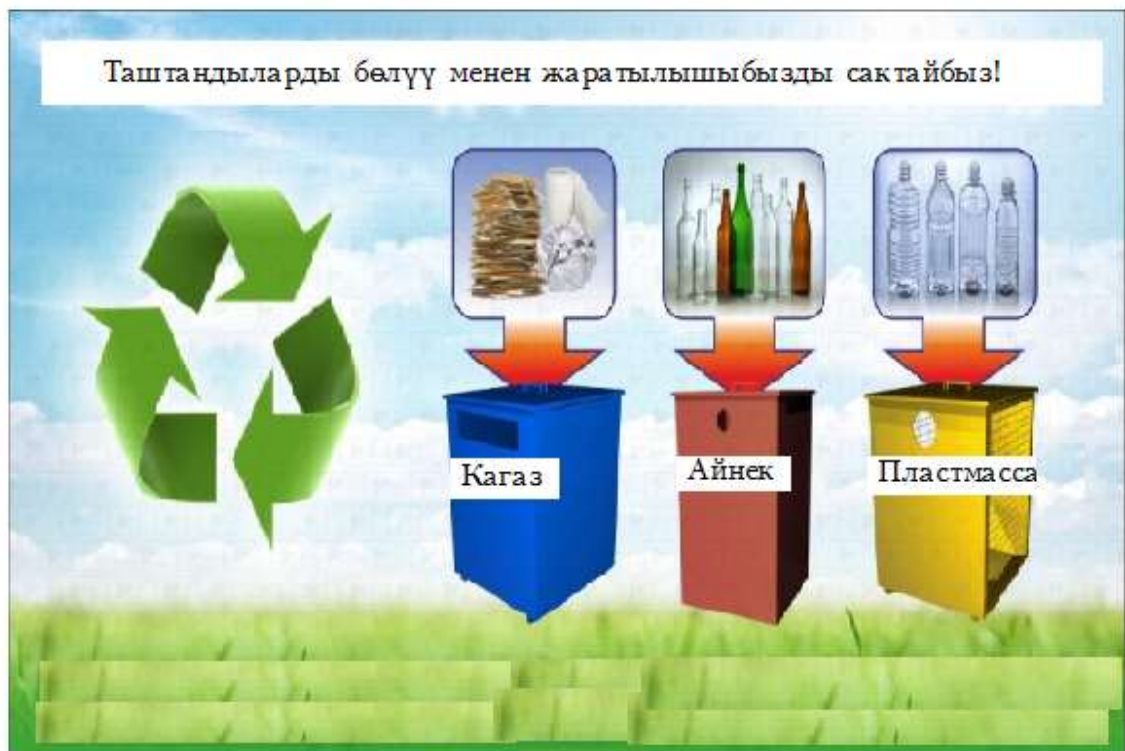 Таштандыларды бөлүү менен жаратылышыбызды сактайбыз!
Кагаз
Айнек
Пластмасса